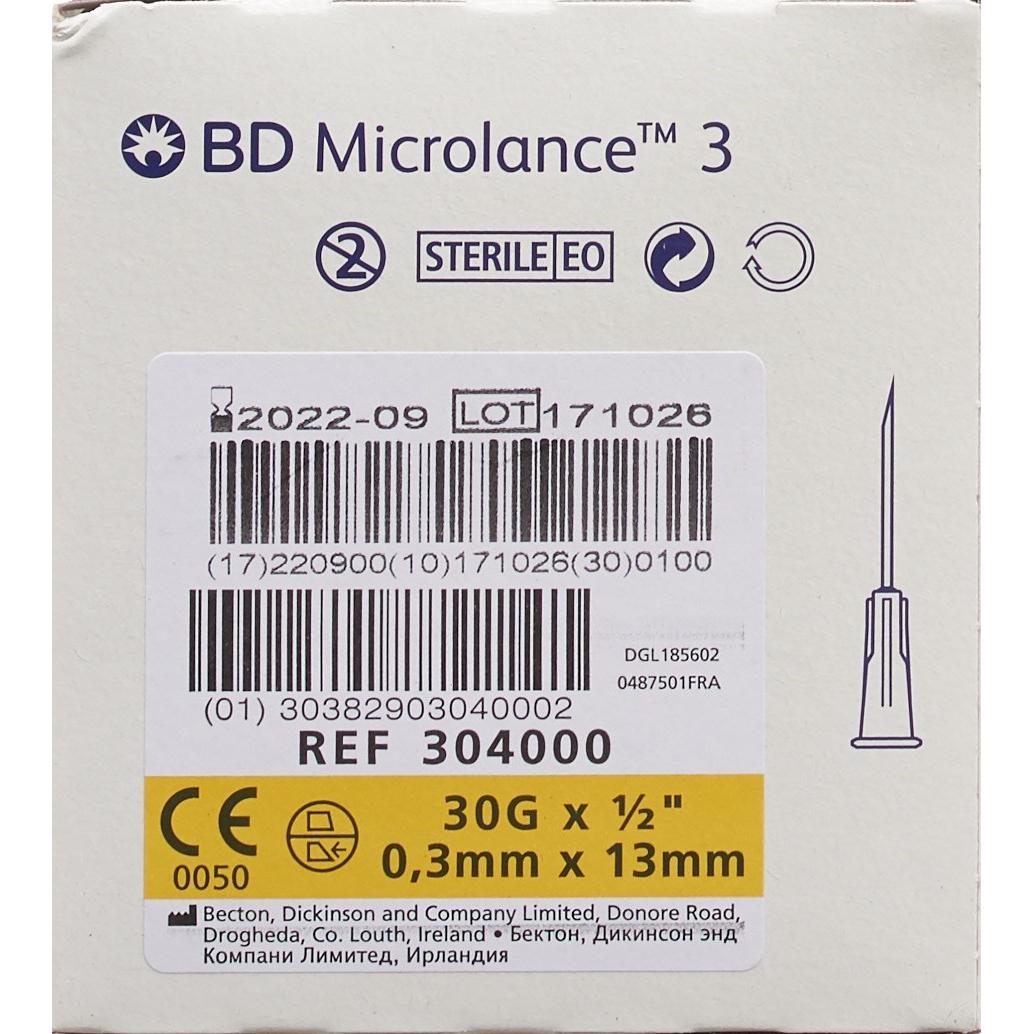 BD Microlance™ 3
2 STERILE EO
2022-09 LOT 171026
(17)220900(10)171026(30)0100
DGL185602
0487501FRA
(01) 30382903040002
REF 304000
CE 30G x ½"
0050 0,3mm x 13mm
Becton, Dickinson and Company Limited, Donore Road,
Drogheda, Co. Louth, Ireland • Бектон, Дикинсон энд
Компани Лимитед, Ирландия